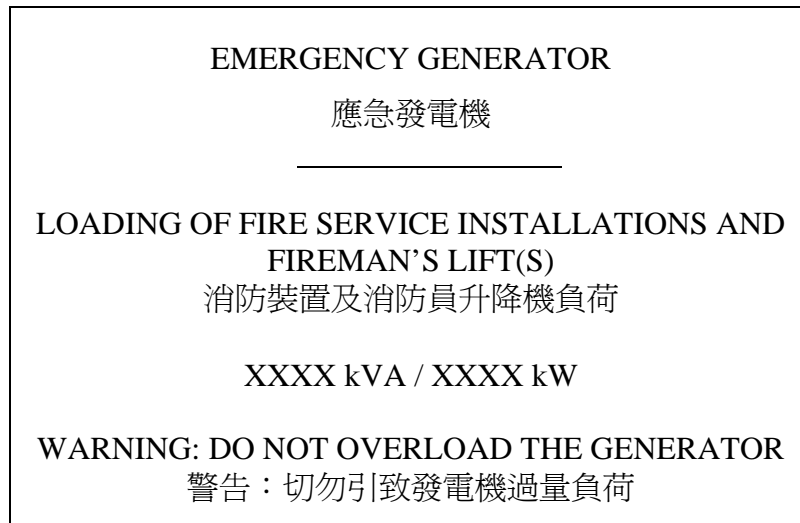 EMERGENCY GENERATOR
應急發電機
LOADING OF FIRE SERVICE INSTALLATIONS AND
FIREMAN’S LIFT(S)
消防裝置及消防員升降機負荷
XXXX kVA / XXXX kW
WARNING: DO NOT OVERLOAD THE GENERATOR
警告：切勿引致發電機過量負荷